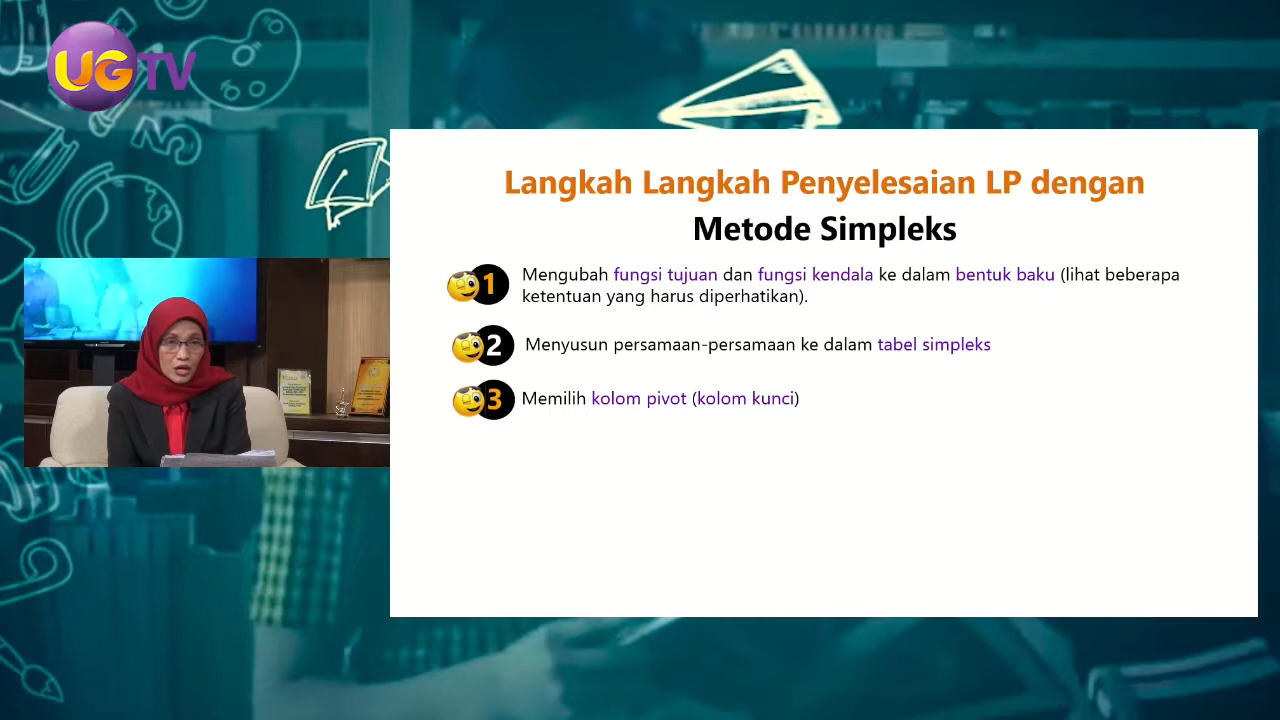 UGTV
Langkah Langkah Penyelesaian LP dengan
Metode Simpleks
1 Mengubah fungsi tujuan dan fungsi kendala ke dalam bentuk baku (lihat beberapa
ketentuan yang harus diperhatikan).
2 Menyusun persamaan-persamaan ke dalam tabel simpleks
3 Memilih kolom pivot (kolom kunci)